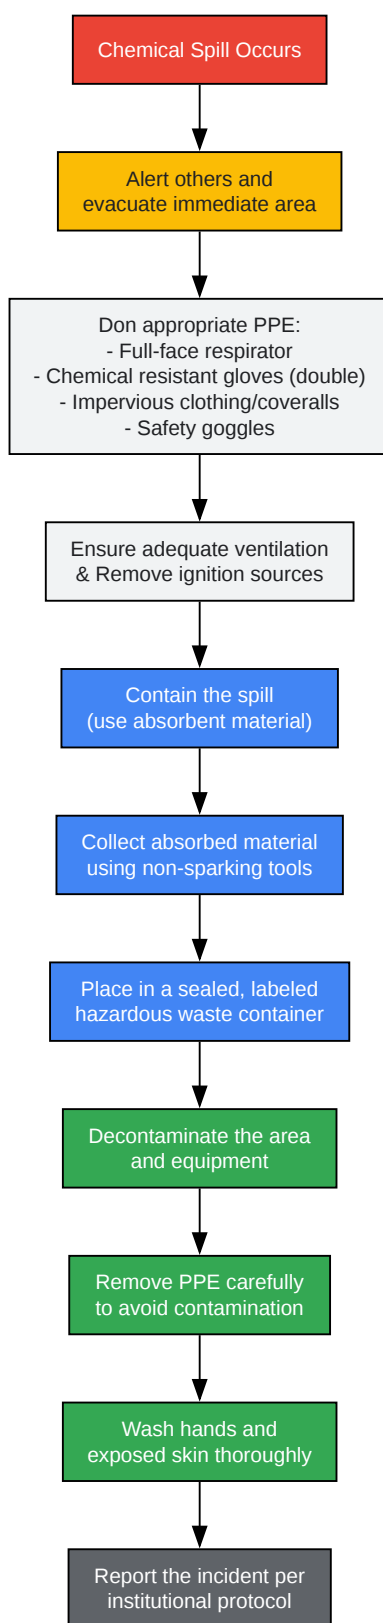 Chemical Spill Occurs
Alert others and
evacuate immediate area
Don appropriate PPE:
- Full-face respirator
- Chemical resistant gloves (double)
- Impervious clothing/coveralls
- Safety goggles
Ensure adequate ventilation
& Remove ignition sources
Contain the spill
(use absorbent material)
Collect absorbed material
using non-sparking tools
Place in a sealed, labeled
hazardous waste container
Decontaminate the area
and equipment
Remove PPE carefully
to avoid contamination
Wash hands and
exposed skin thoroughly
Report the incident per
institutional protocol